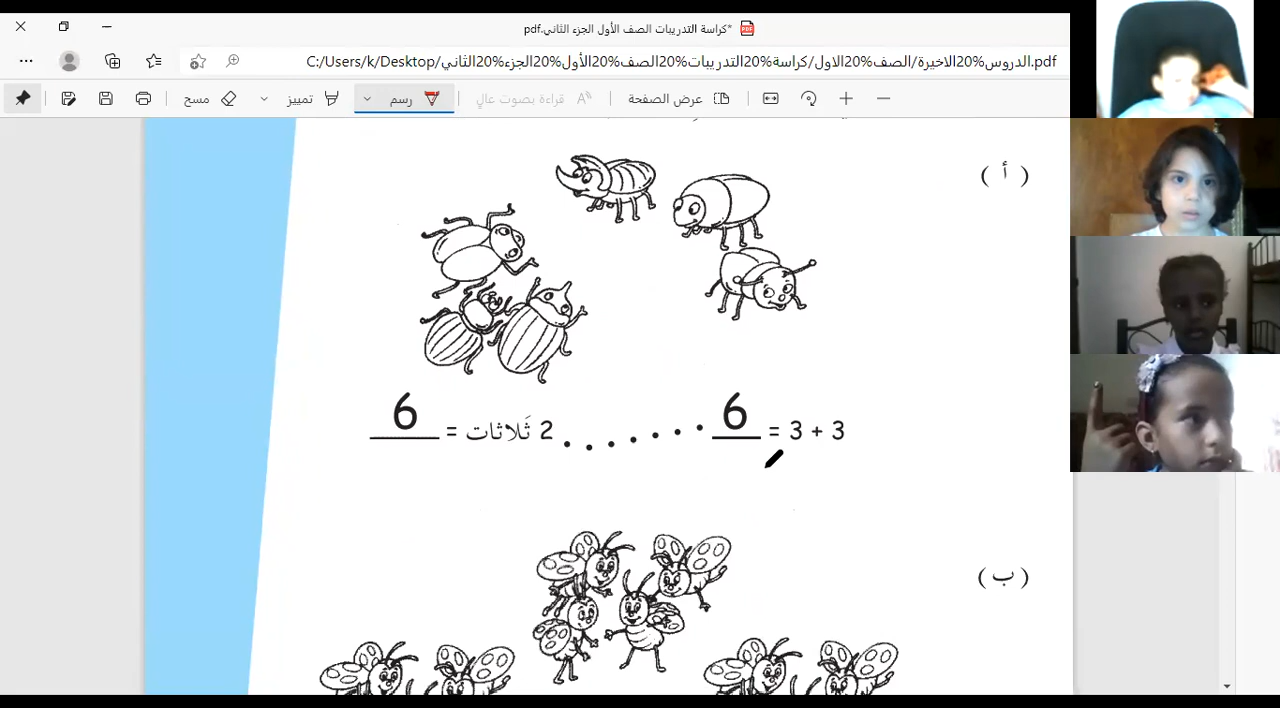 *كراسة التدريبات الصف الأول الجزء الثاني.pdf
C:/Users/k/Desktop/الدروس%20الاخيرة/الصف%20الاول/كراسة%20التدريبات%20الصف%20الأول%20الجزء%20الثاني.pdf
عرض الصفحة قراءة بصوت عالٍ رسم تمييز مسح
( أ )
3 + 3 = 6 . . . . . . . 2 ثَلاثات = 6
( ب )